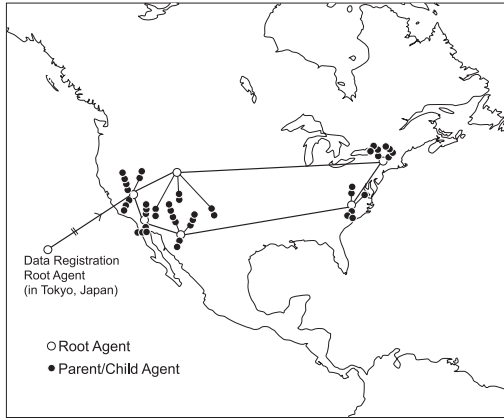 Data Registration
Root Agent
(in Tokyo, Japan)
Root Agent
Parent/Child Agent